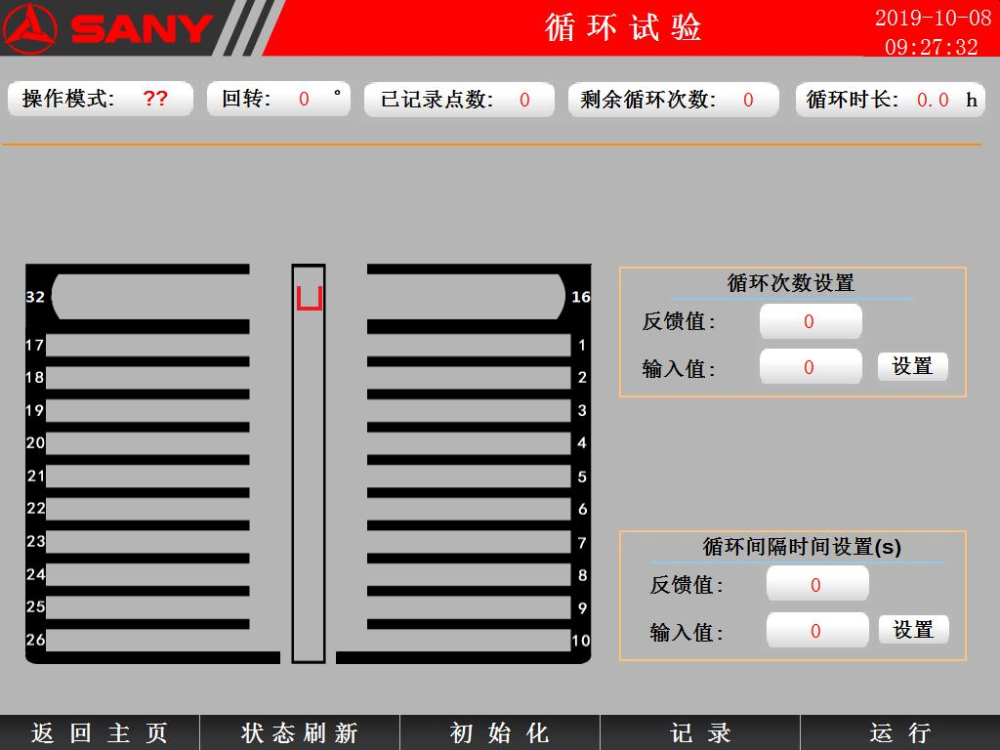 SANY
循环试验
2019-10-08
09:27:32
操作模式: ??
回转: 0 °
已记录点数: 0
剩余循环次数: 0
循环时长: 0.0 h
32
16
17
1
18
2
19
3
20
4
21
5
22
6
23
7
24
8
25
9
26
10
循环次数设置
反馈值: 0
输入值: 0 设置
循环间隔时间设置(s)
反馈值: 0
输入值: 0 设置
返回主页
状态刷新
初始化
记录
运行